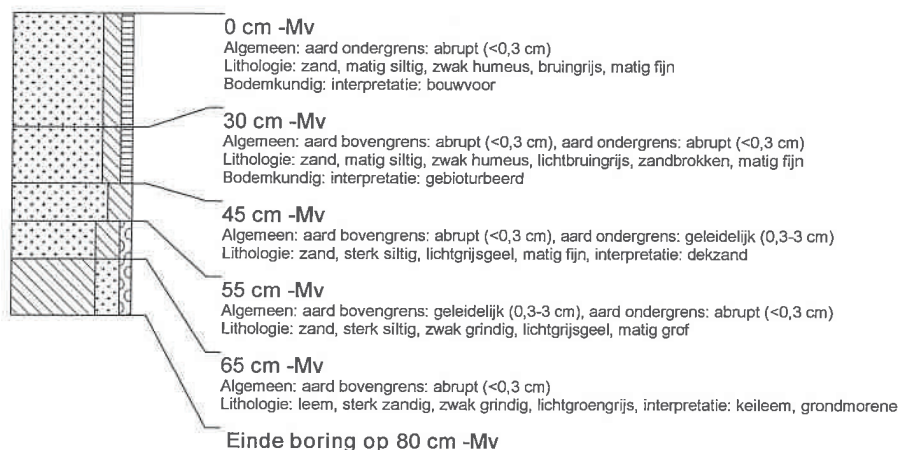 0 cm -Mv
Algemeen: aard ondergrens: abrupt (<0,3 cm)
Lithologie: zand, matig siltig, zwak humeus, bruingrijs, matig fijn
Bodemkundig: interpretatie: bouwvoor
30 cm -Mv
Algemeen: aard bovengrens: abrupt (<0,3 cm), aard ondergrens: abrupt (<0,3 cm)
Lithologie: zand, matig siltig, zwak humeus, lichtbruingrijs, zandbrokken, matig fijn
Bodemkundig: interpretatie: gebioturbeerd
45 cm -Mv
Algemeen: aard bovengrens: abrupt (<0,3 cm), aard ondergrens: geleidelijk (0,3-3 cm)
Lithologie: zand, sterk siltig, lichtgrijsgeel, matig fijn, interpretatie: dekzand
55 cm -Mv
Algemeen: aard bovengrens: geleidelijk (0,3-3 cm), aard ondergrens: abrupt (<0,3 cm)
Lithologie: zand, sterk siltig, zwak grindig, lichtgrijsgeel, matig grof
65 cm -Mv
Algemeen: aard bovengrens: abrupt (<0,3 cm)
Lithologie: leem, sterk zandig, zwak grindig, lichtgroengrijs, interpretatie: keileem, grondmorene
Einde boring op 80 cm -Mv